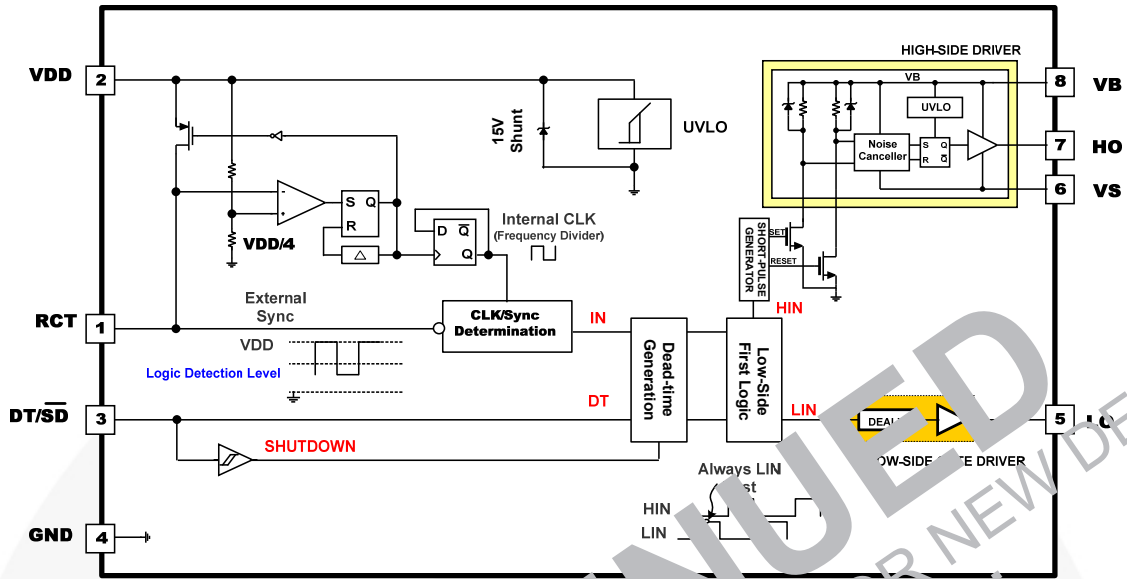 HIGH-SIDE DRIVER
VDD
2
VB
8
VB
UVLO
15V
Shunt
UVLO
Noise
Canceller
S Q
R Q̅
7
HO
6
VS
-
+
S Q
R
VDD/4
D Q̅
Q
Internal CLK
(Frequency Divider)
SHORT-PULSE
GENERATOR
SET
RESET
External
Sync
RCT
1
CLK/Sync
Determination
IN
HIN
VDD
Logic Detection Level
Dead-time
Generation
Low-Side
First Logic
DT/S̅D̅
3
DT
LIN
5
SHUTDOWN
Always LIN
HIN
LIN
GND
4
NUED
R NEW DE